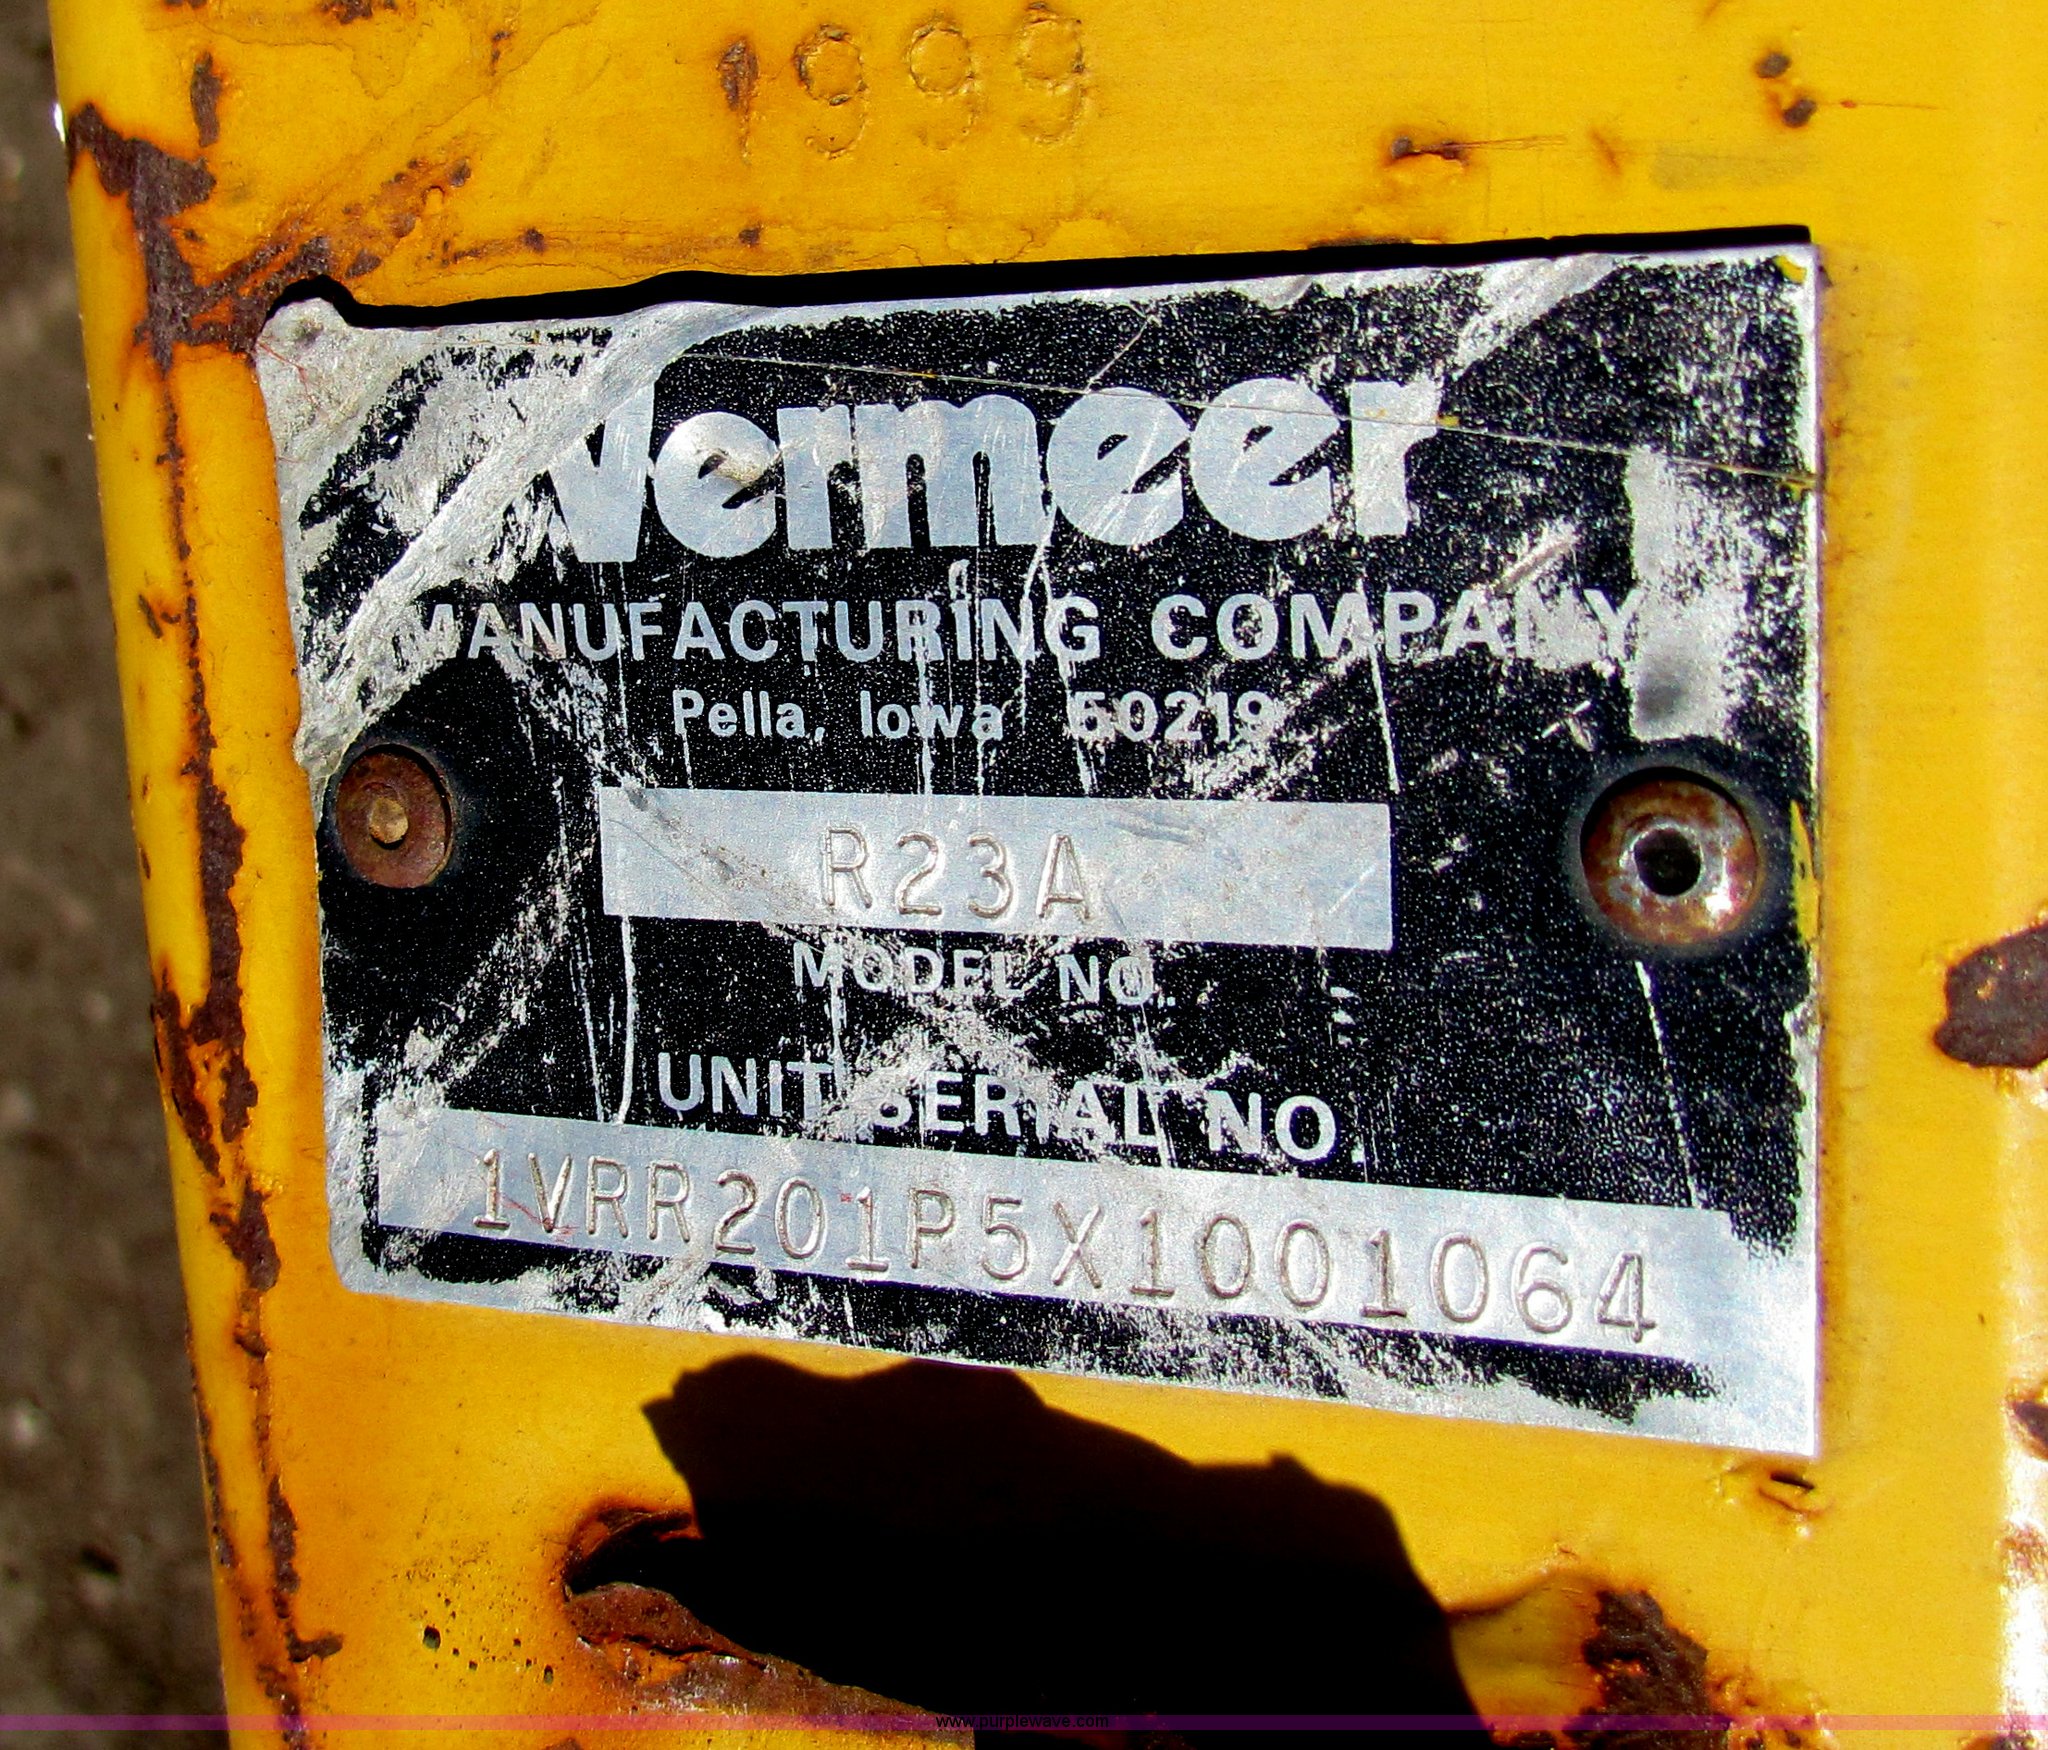 1999
Vermeer
MANUFACTURING COMPANY
Pella, Iowa 50219
R23A
MODEL NO.
UNIT SERIAL NO.
1VRR201P5X1001064
www.purplewave.com